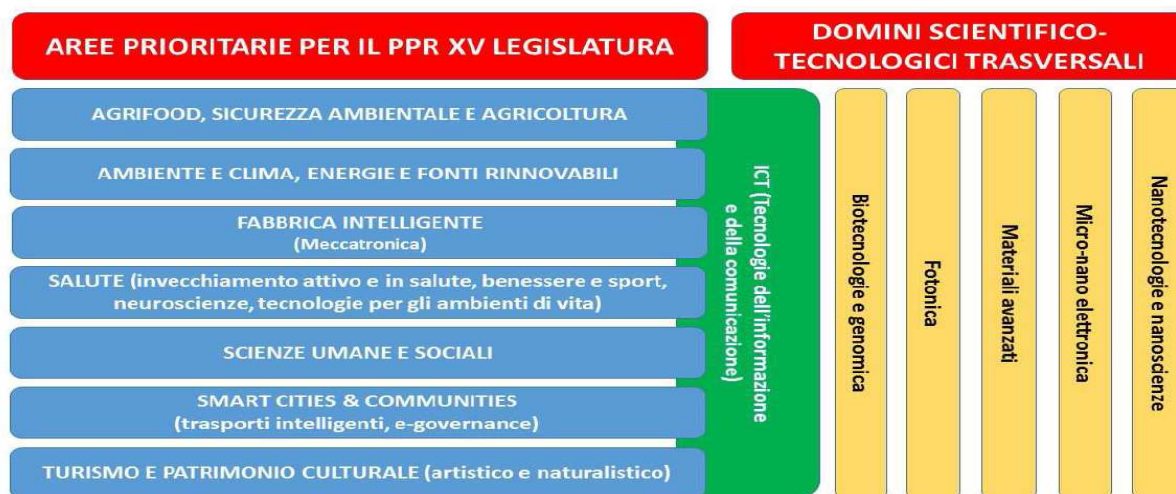 AREE PRIORITARIE PER IL PPR XV LEGISLATURA
DOMINI SCIENTIFICO-
TECNOLOGICI TRASVERSALI
AGRIFOOD, SICUREZZA AMBIENTALE E AGRICOLTURA
AMBIENTE E CLIMA, ENERGIE E FONTI RINNOVABILI
FABBRICA INTELLIGENTE
(Meccatronica)
SALUTE (invecchiamento attivo e in salute, benessere e sport,
neuroscienze, tecnologie per gli ambienti di vita)
SCIENZE UMANE E SOCIALI
SMART CITIES & COMMUNITIES
(trasporti intelligenti, e-governance)
TURISMO E PATRIMONIO CULTURALE (artistico e naturalistico)
ICT (Tecnologie dell'informazione
e della comunicazione)
Biotecnologie e genomica
Fotonica
Materiali avanzati
Micro-nano elettronica
Nanotecnologie e nanoscienze